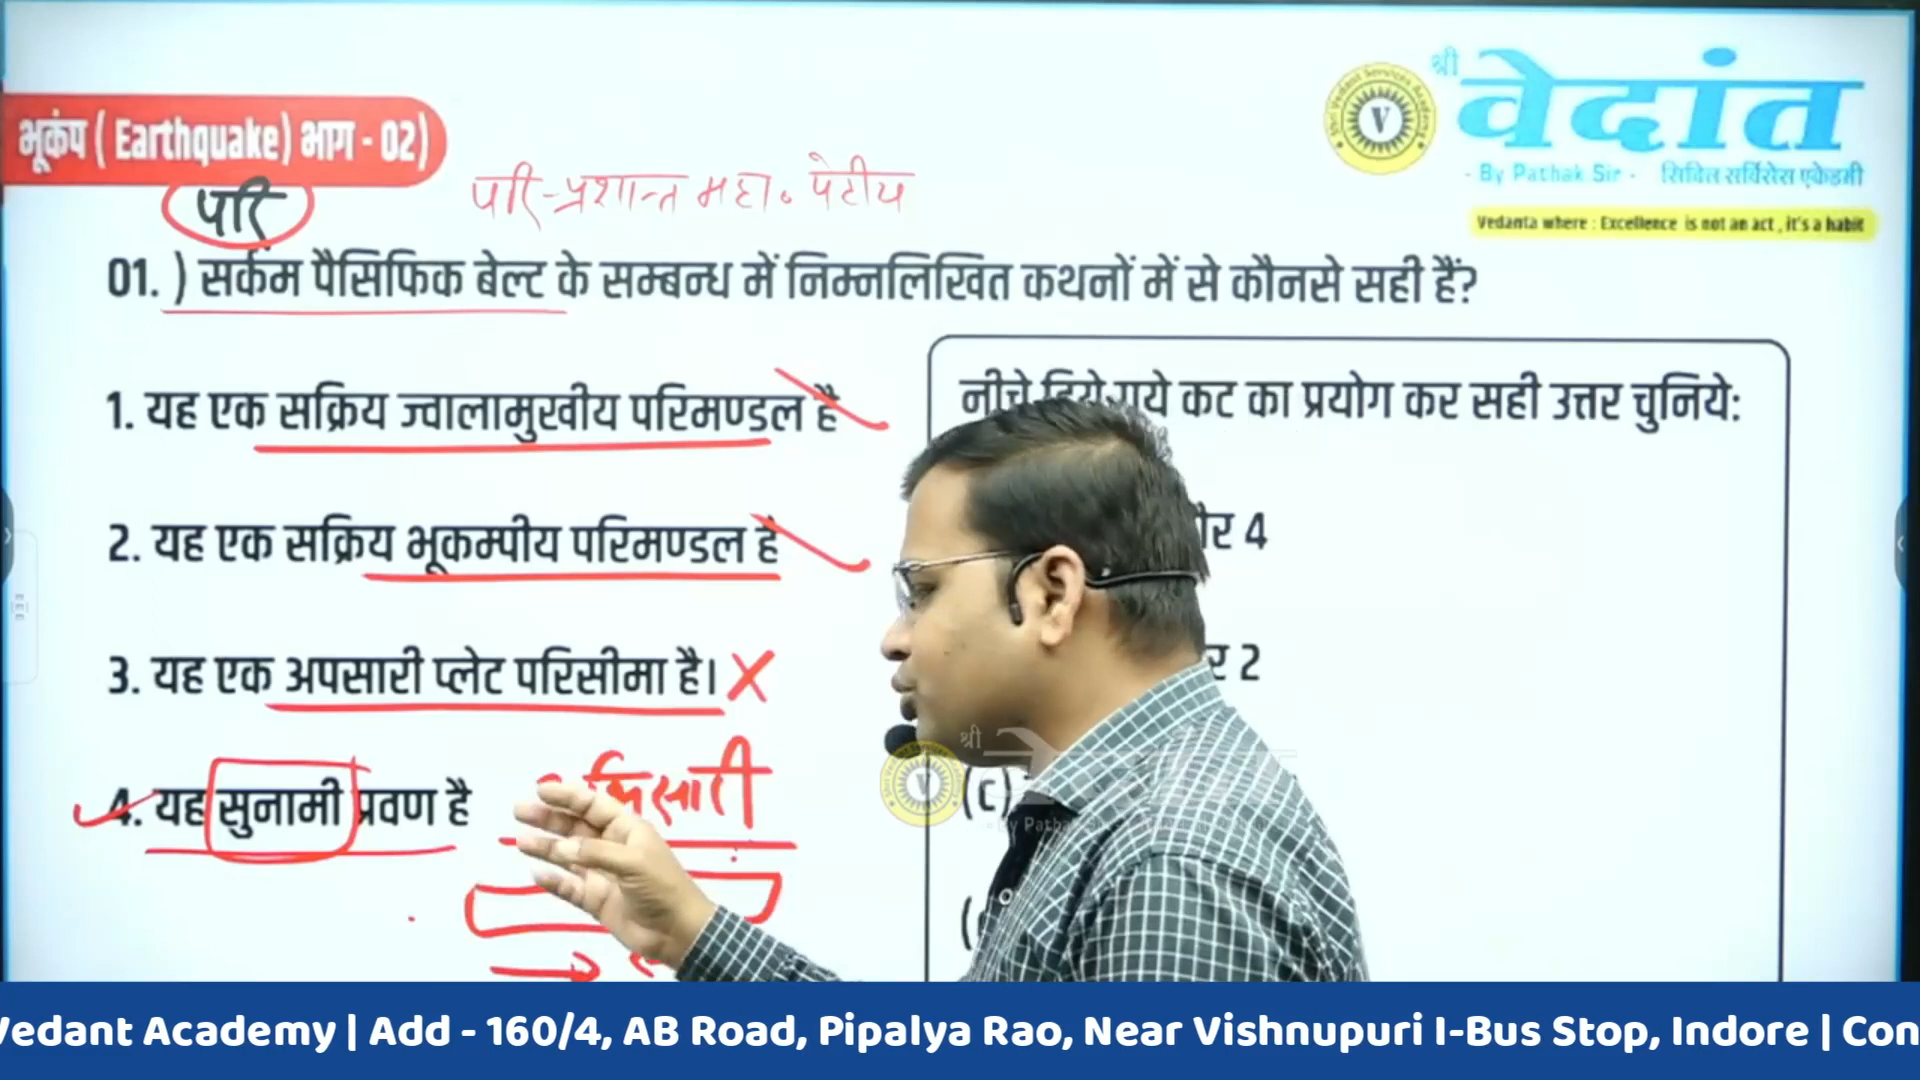 श्री वेदांत
भूकंप ( Earthquake) भाग - 02)
- By Pathak Sir - सिविल सर्विसेस एकेडमी
Vedanta where : Excellence is not an act , it's a habit
परि
परि-प्रशान्त महा० पेटीय
01. ) सर्कम पैसिफिक बेल्ट के सम्बन्ध में निम्नलिखित कथनों में से कौनसे सही हैं?
1. यह एक सक्रिय ज्वालामुखीय परिमण्डल है
2. यह एक सक्रिय भूकम्पीय परिमण्डल है
3. यह एक अपसारी प्लेट परिसीमा है। X
4. यह सुनामी प्रवण है
नीचे दिये गये कट का प्रयोग कर सही उत्तर चुनिये:
और 4
2
(c)
Vedant Academy | Add - 160/4, AB Road, Pipalya Rao, Near Vishnupuri I-Bus Stop, Indore | Con